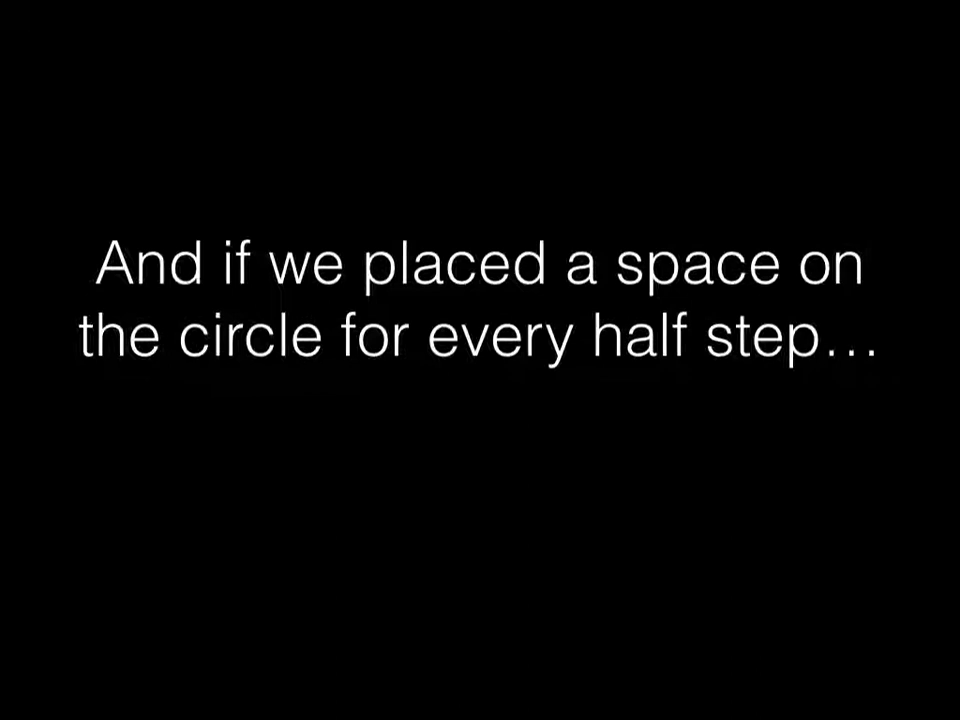 And if we placed a space on
the circle for every half step…